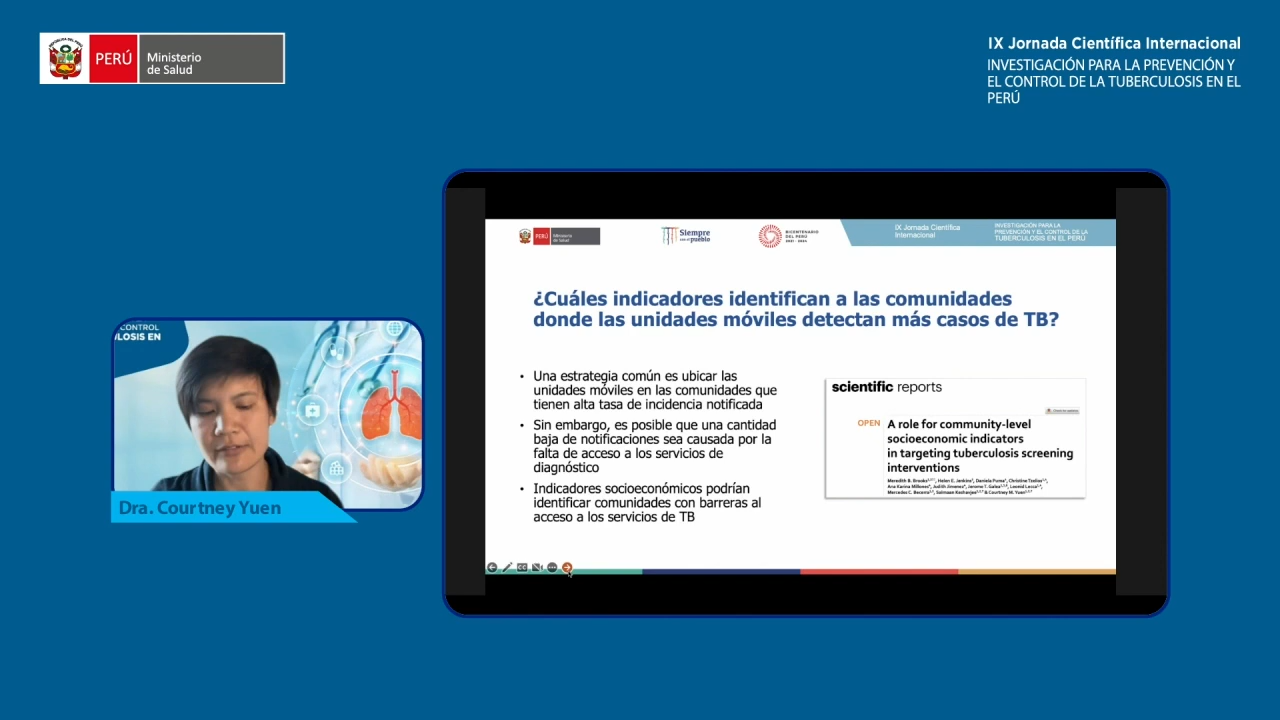 PERÚ
Ministerio
de Salud
IX Jornada Científica Internacional
INVESTIGACIÓN PARA LA PREVENCIÓN Y
EL CONTROL DE LA TUBERCULOSIS EN EL
PERÚ
PERÚ
Ministerio
de Salud
Siempre
con el pueblo
BICENTENARIO
DEL PERÚ
2021 - 2024
IX Jornada Científica
Internacional
INVESTIGACIÓN PARA LA
PREVENCIÓN Y EL CONTROL DE LA
TUBERCULOSIS EN EL PERÚ
¿Cuáles indicadores identifican a las comunidades
donde las unidades móviles detectan más casos de TB?
• Una estrategia común es ubicar las
unidades móviles en las comunidades que
tienen alta tasa de incidencia notificada
• Sin embargo, es posible que una cantidad
baja de notificaciones sea causada por la
falta de acceso a los servicios de
diagnóstico
• Indicadores socioeconómicos podrían
identificar comunidades con barreras al
acceso a los servicios de TB
scientific reports
OPEN
A role for community-level
socioeconomic indicators
in targeting tuberculosis screening
interventions
CONTROL
LOSIS EN
Dra. Courtney Yuen
CC